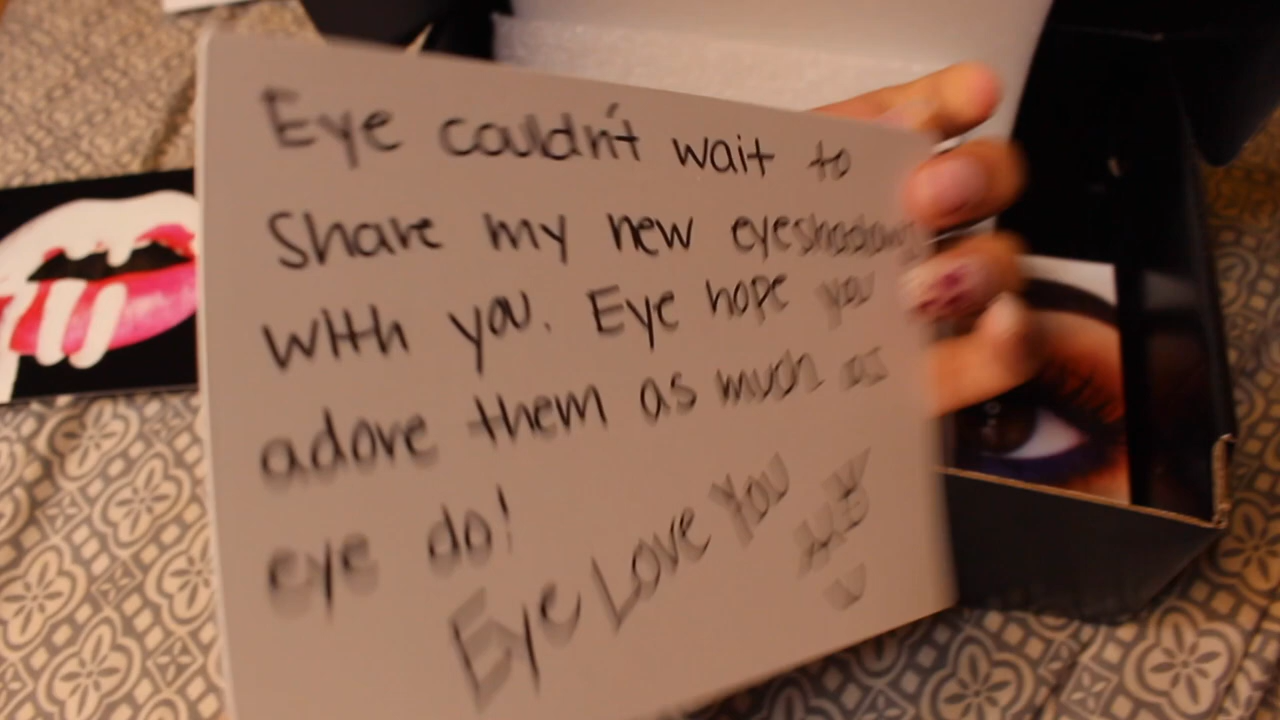 Eye couldn't wait to
share my new eyeshadows
with you. Eye hope you
adore them as much as
eye do!
Eye Love You